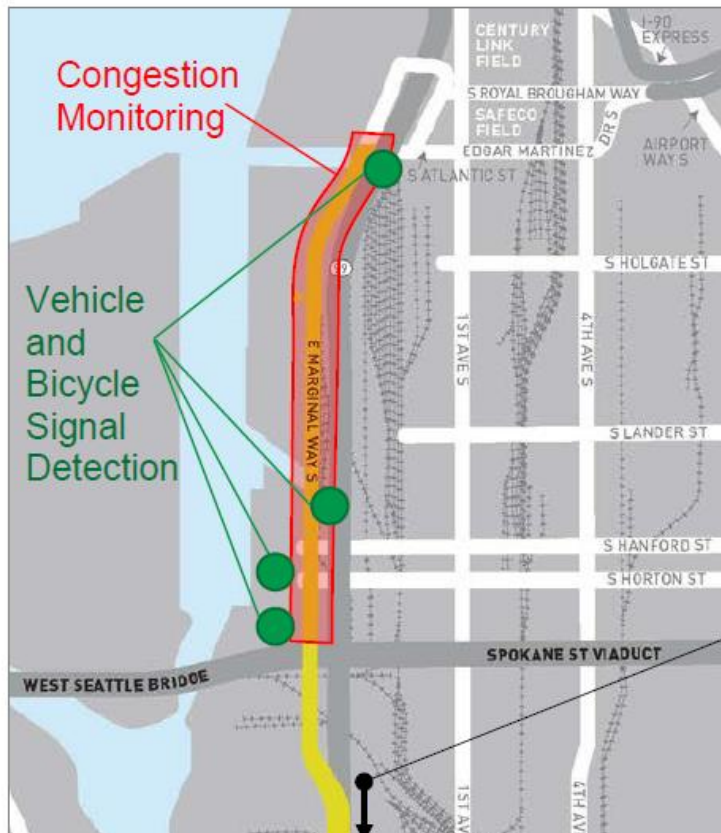 I-90
EXPRESS
CENTURY
LINK
FIELD
Congestion
Monitoring
S ROYAL BROUGHAM WAY
SAFECO
FIELD
EDGAR MARTINEZ
DR S
AIRPORT
WAY S
S ATLANTIC ST
99
S HOLGATE ST
Vehicle
and
Bicycle
Signal
Detection
E MARGINAL WAY S
1ST AVE S
4TH AVE S
S LANDER ST
S HANFORD ST
S HORTON ST
SPOKANE ST VIADUCT
WEST SEATTLE BRIDGE
1ST AVE
4TH AV